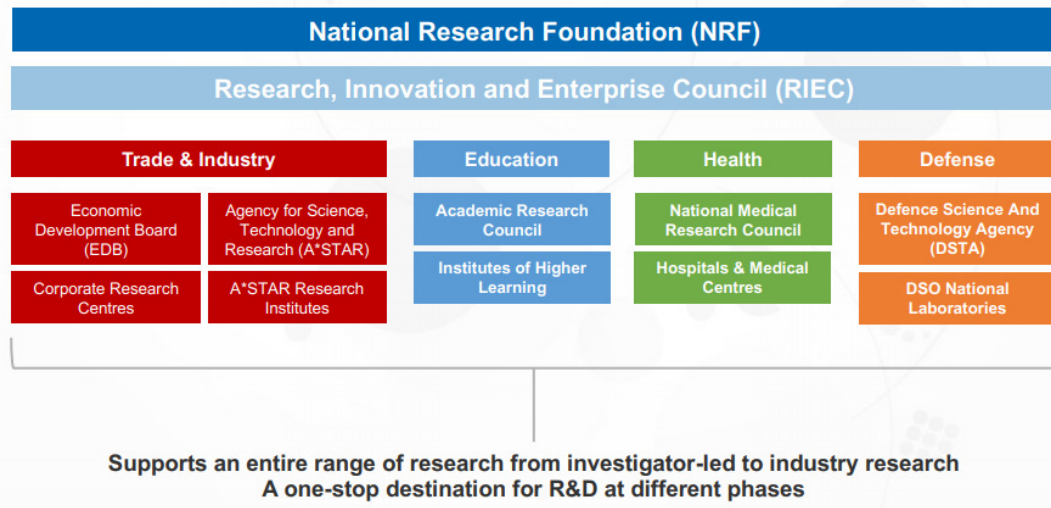 National Research Foundation (NRF)
Research, Innovation and Enterprise Council (RIEC)
Trade & Industry
Economic
Development Board
(EDB)
Agency for Science,
Technology and
Research (A*STAR)
Corporate Research
Centres
A*STAR Research
Institutes
Education
Academic Research
Council
Institutes of Higher
Learning
Health
National Medical
Research Council
Hospitals & Medical
Centres
Defense
Defence Science And
Technology Agency
(DSTA)
DSO National
Laboratories
Supports an entire range of research from investigator-led to industry research
A one-stop destination for R&D at different phases